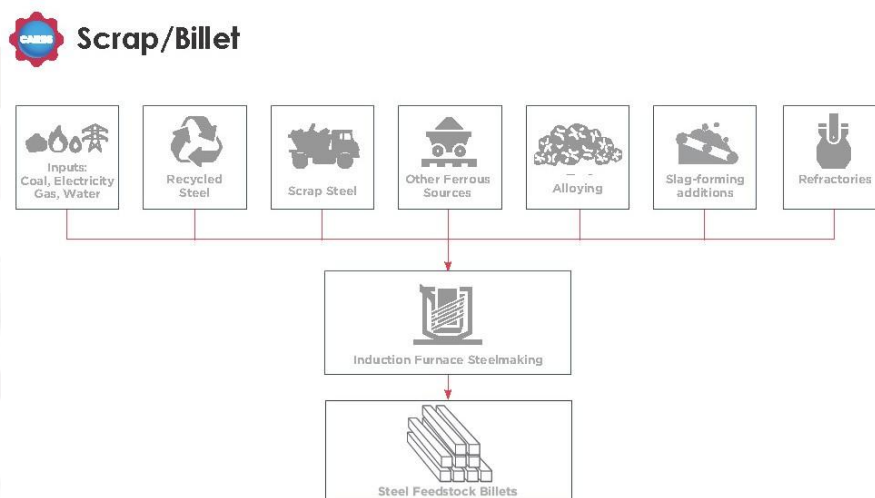 CARES
Scrap/Billet
Inputs:
Coal, Electricity
Gas, Water
Recycled
Steel
Scrap Steel
Other Ferrous
Sources
Alloying
Slag-forming
additions
Refractories
Induction Furnace Steelmaking
Steel Feedstock Billets